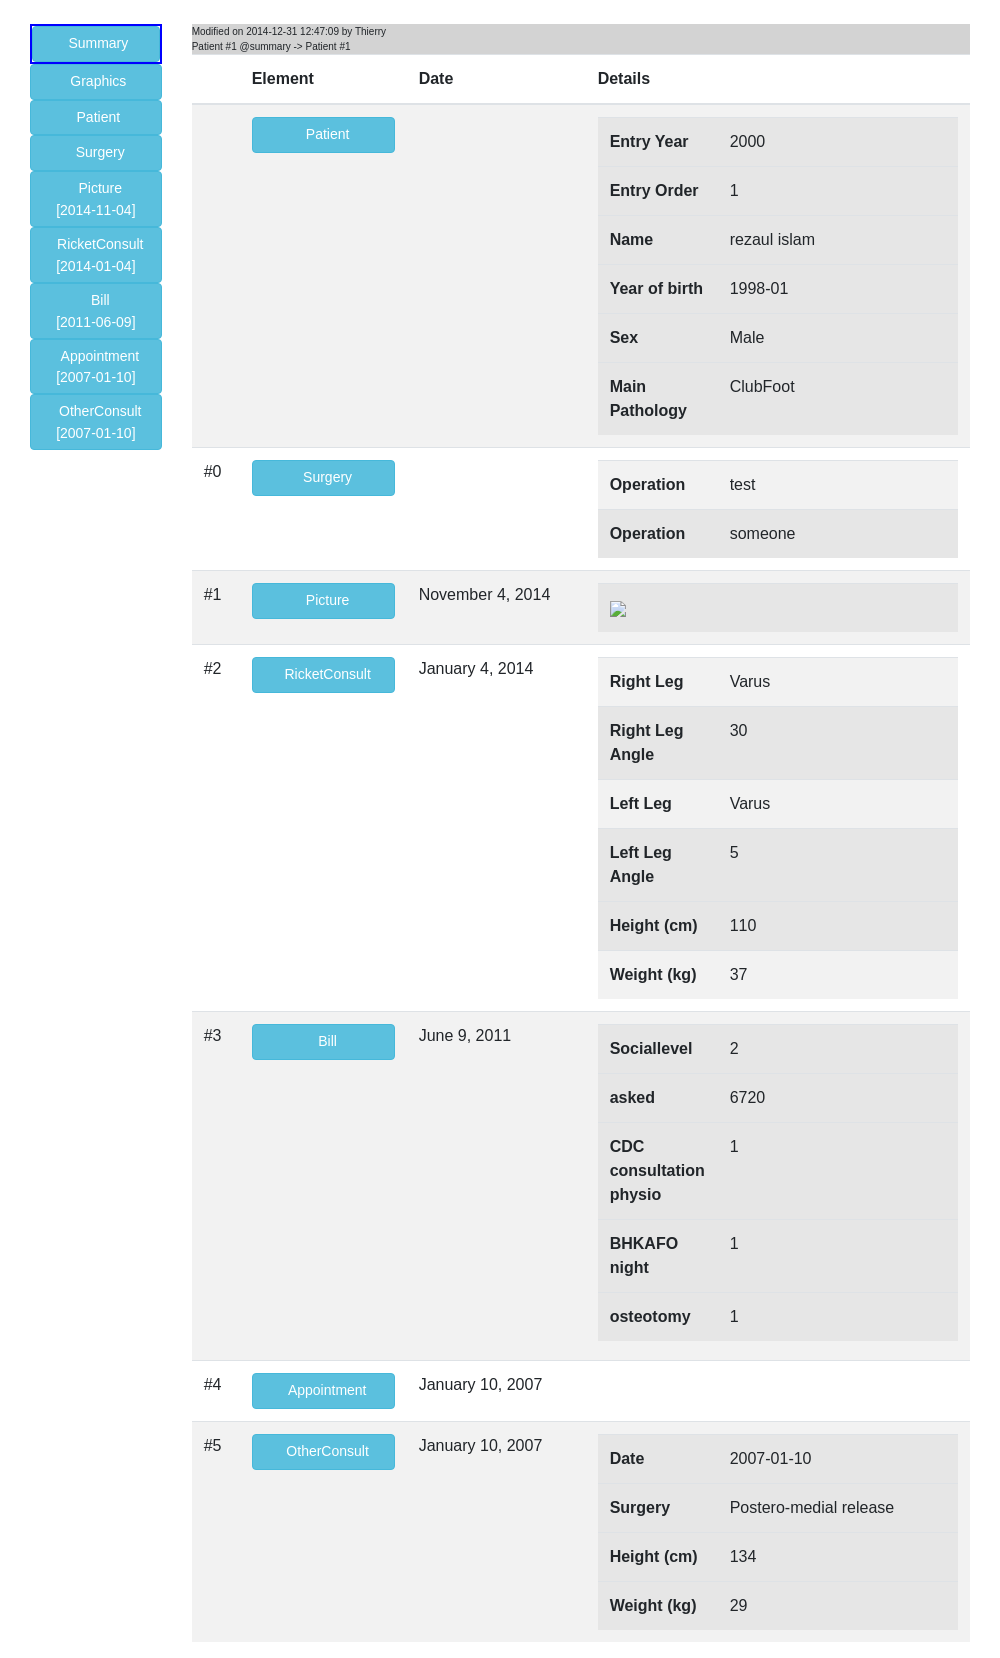 Summary
Graphics
Patient
Surgery
Picture
[2014-11-04]
RicketConsult
[2014-01-04]
Bill
[2011-06-09]
Appointment
[2007-01-10]
OtherConsult
[2007-01-10]
Modified on 2014-12-31 12:47:09 by Thierry
Patient #1 @summary -> Patient #1
Element Date Details
Patient
Entry Year 2000
Entry Order 1
Name rezaul islam
Year of birth 1998-01
Sex Male
Main ClubFoot
Pathology
#0 Surgery
Operation test
Operation someone
#1 Picture November 4, 2014
#2 RicketConsult January 4, 2014
Right Leg Varus
Right Leg 30
Angle
Left Leg Varus
Left Leg 5
Angle
Height (cm) 110
Weight (kg) 37
#3 Bill June 9, 2011
Sociallevel 2
asked 6720
CDC 1
consultation
physio
BHKAFO 1
night
osteotomy 1
#4 Appointment January 10, 2007
#5 OtherConsult January 10, 2007
Date 2007-01-10
Surgery Postero-medial release
Height (cm) 134
Weight (kg) 29